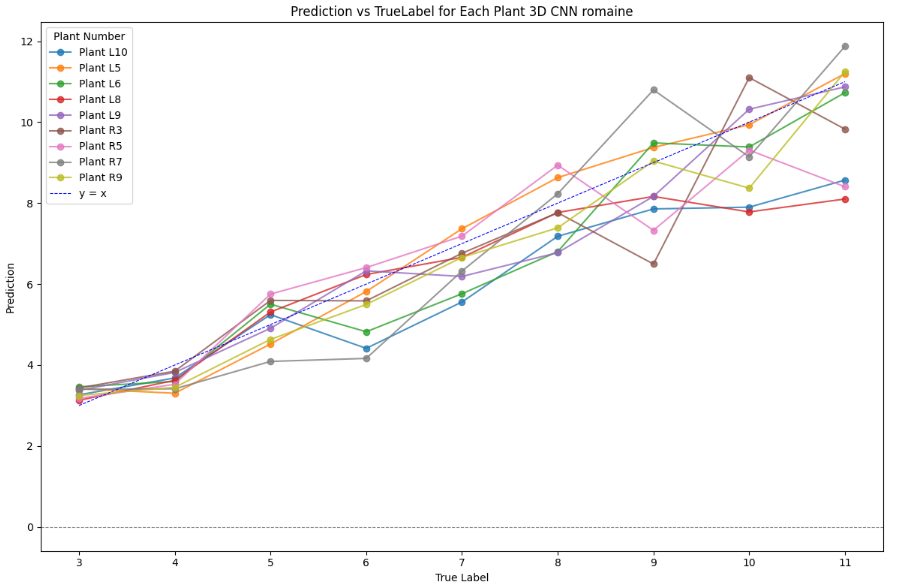 Prediction vs TrueLabel for Each Plant 3D CNN romaine
Plant Number
Plant L10
Plant L5
Plant L6
Plant L8
Plant L9
Plant R3
Plant R5
Plant R7
Plant R9
y = x
12
10
8
6
4
2
0
Prediction
3 4 5 6 7 8 9 10 11
True Label